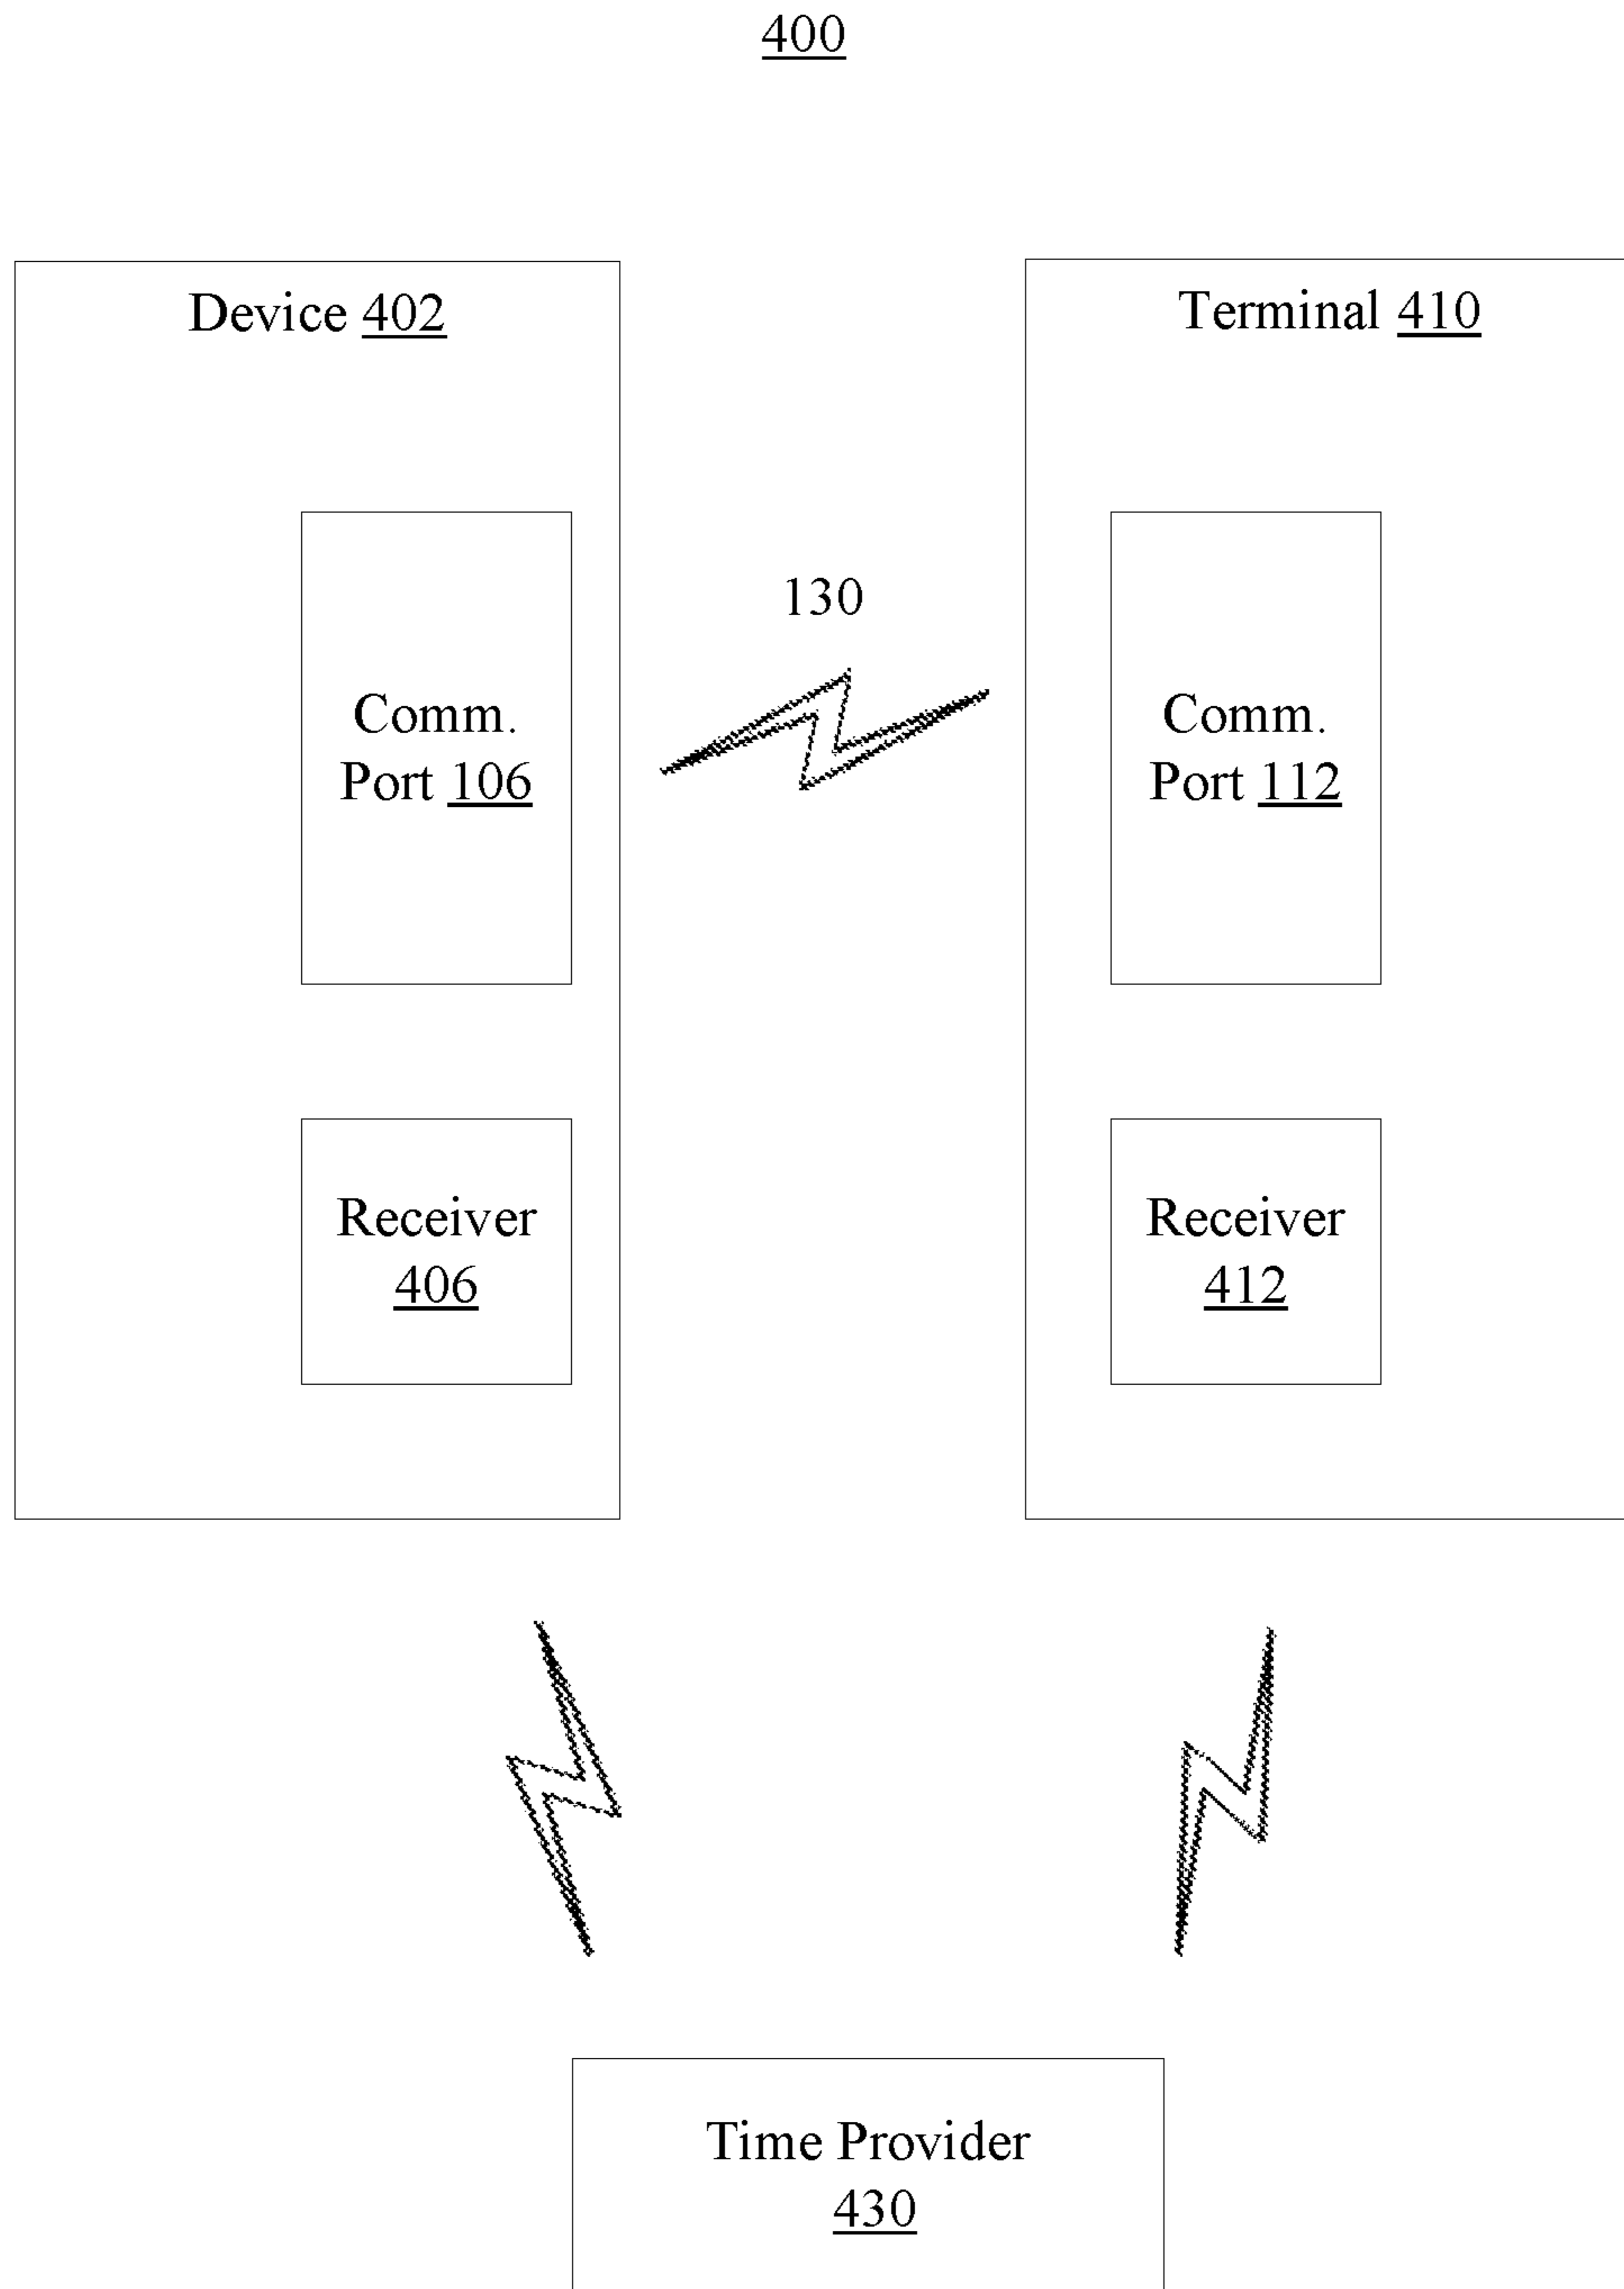 400
Device 402
Terminal 410
130
Comm.
Port 106
Comm.
Port 112
Receiver
406
Receiver
412
Time Provider
430